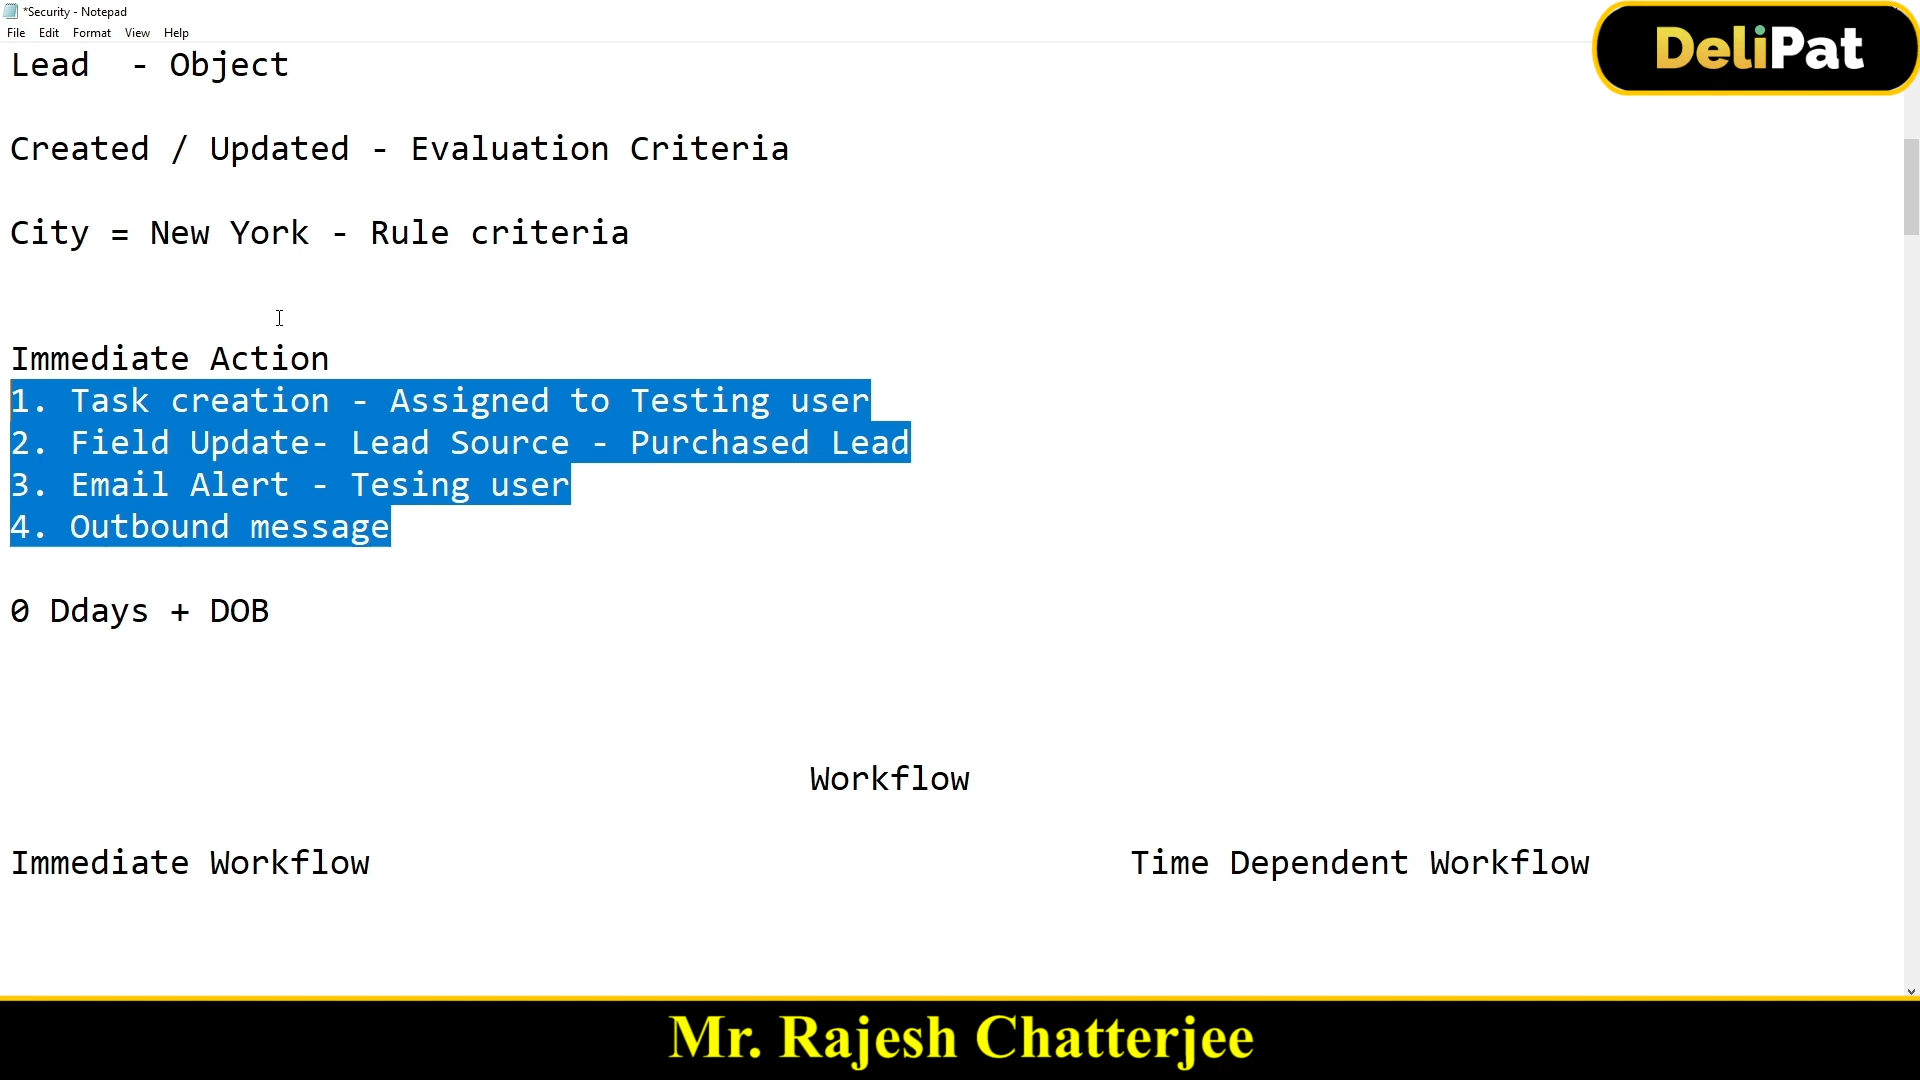 *Security - Notepad
File Edit Format View Help
DeliPat
Lead - Object
Created / Updated - Evaluation Criteria
City = New York - Rule criteria
Immediate Action
1. Task creation - Assigned to Testing user
2. Field Update- Lead Source - Purchased Lead
3. Email Alert - Tesing user
4. Outbound message
0 Ddays + DOB
Workflow
Immediate Workflow Time Dependent Workflow
Mr. Rajesh Chatterjee